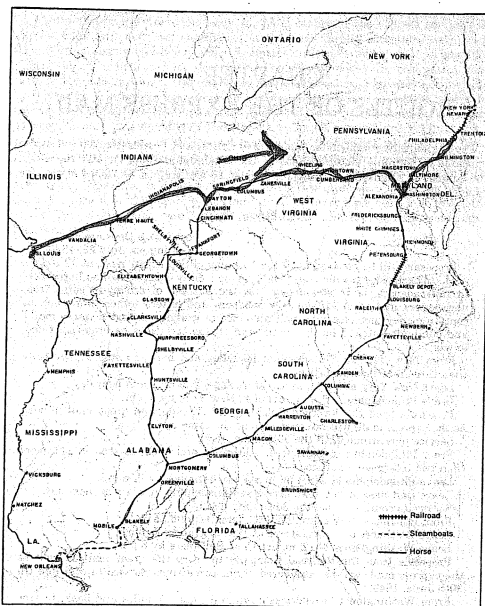 ONTARIO
NEW YORK
WISCONSIN
MICHIGAN
NEW YORK
NEWARK
PENNSYLVANIA
TRENTON
PHILADELPHIA
WILMINGTON
INDIANA
WHEELING
UNIONTOWN
HAGERSTOWN
BALTIMORE
ILLINOIS
INDIANAPOLIS
SPRINGFIELD
COLUMBUS
ZANESVILLE
CUMBERLAND
MARYLAND
DEL.
DAYTON
WASHINGTON
LEBANON
WEST
VIRGINIA
ALEXANDRIA
TERRE HAUTE
CINCINNATI
FREDERICKSBURG
VANDALIA
SHELBYVILLE
FRANKFORT
WHITE CHIMNES
ST. LOUIS
LOUISVILLE
GEORGETOWN
VIRGINIA
RICHMOND
PETERSBURG
ELIZABETHTOWN
KENTUCKY
BLAKELY DEPOT
GLASGOW
LOUISBURG
CLARKSVILLE
NORTH
CAROLINA
RALEIGH
NASHVILLE
MURPHREESBORO
NEWBERN
TENNESSEE
SHELBYVILLE
FAYETTEVILLE
FAYETTESVILLE
SOUTH
CAROLINA
CHERAW
MEMPHIS
CAMDEN
HUNTSVILLE
COLUMBIA
GEORGIA
AUGUSTA
WARRENTON
CHARLESTON
MISSISSIPPI
ELYTON
MILLEDGEVILLE
MACON
ALABAMA
COLUMBUS
SAVANNAH
VICKSBURG
MONTGOMERY
GREENVILLE
BRUNSWICK
NATCHEZ
MOBILE
BLAKELY
FLORIDA
TALLAHASSEE
Railroad
LA.
Steamboats
NEW ORLEANS
Horse